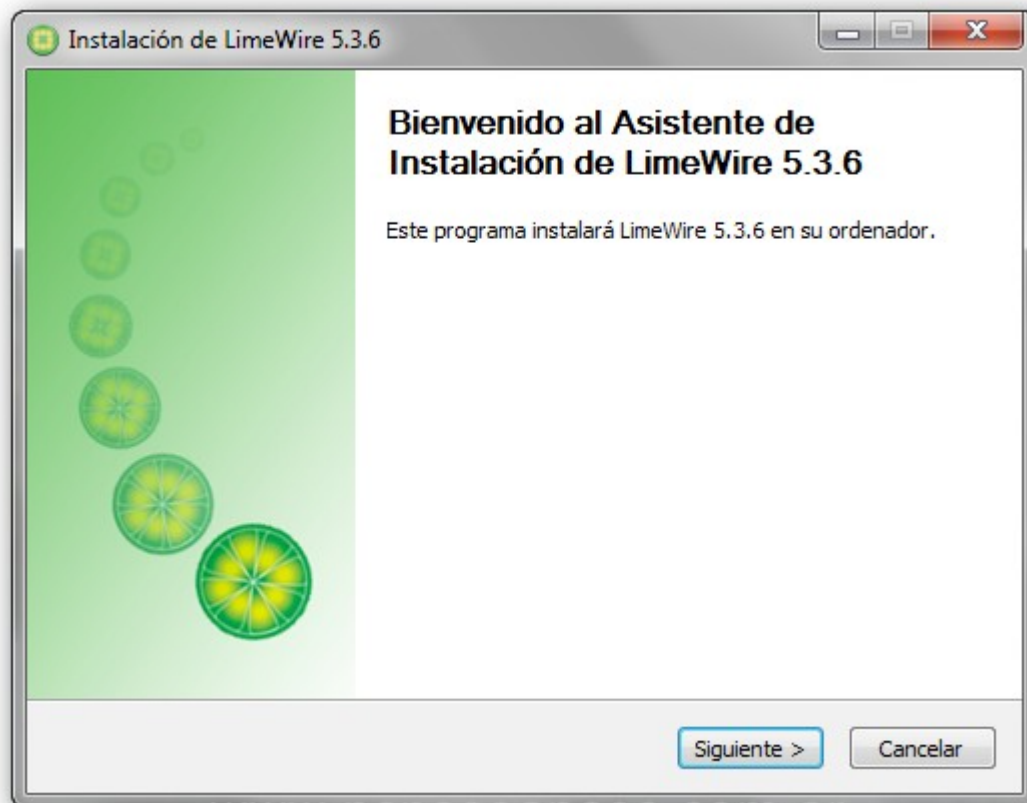 Instalación de LimeWire 5.3.6
Bienvenido al Asistente de
Instalación de LimeWire 5.3.6
Este programa instalará LimeWire 5.3.6 en su ordenador.
Siguiente >
Cancelar